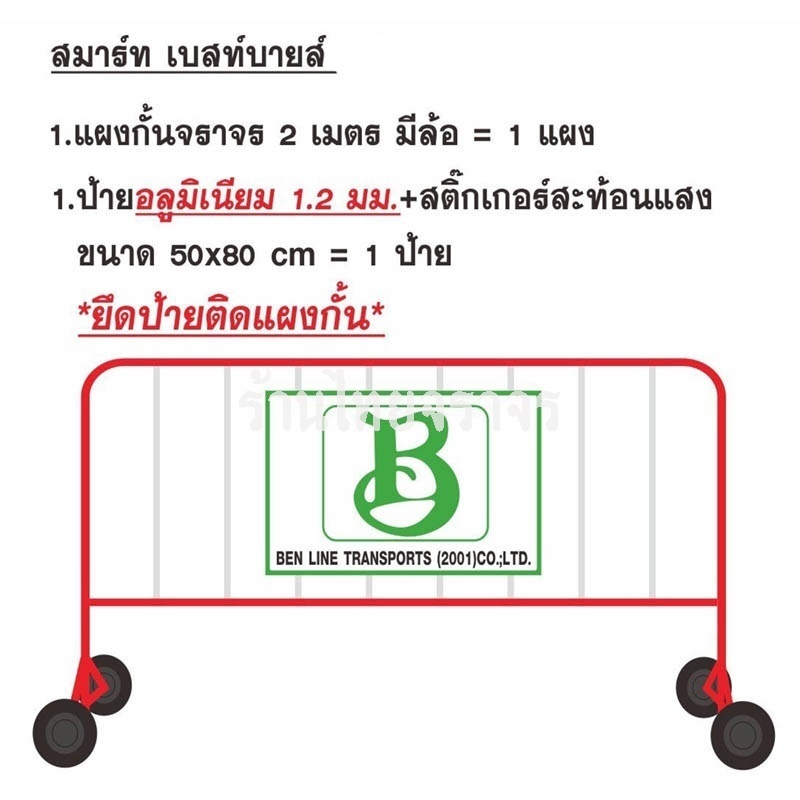 สมาร์ท เบสท์บายส์
1.แผงกั้นจราจร 2 เมตร มีล้อ = 1 แผง
1.ป้ายอลูมิเนียม 1.2 มม.+สติ๊กเกอร์สะท้อนแสง
ขนาด 50x80 cm = 1 ป้าย
*ยึดป้ายติดแผงกั้น*
ร้านไทยจราจร
B
BEN LINE TRANSPORTS (2001)CO.;LTD.